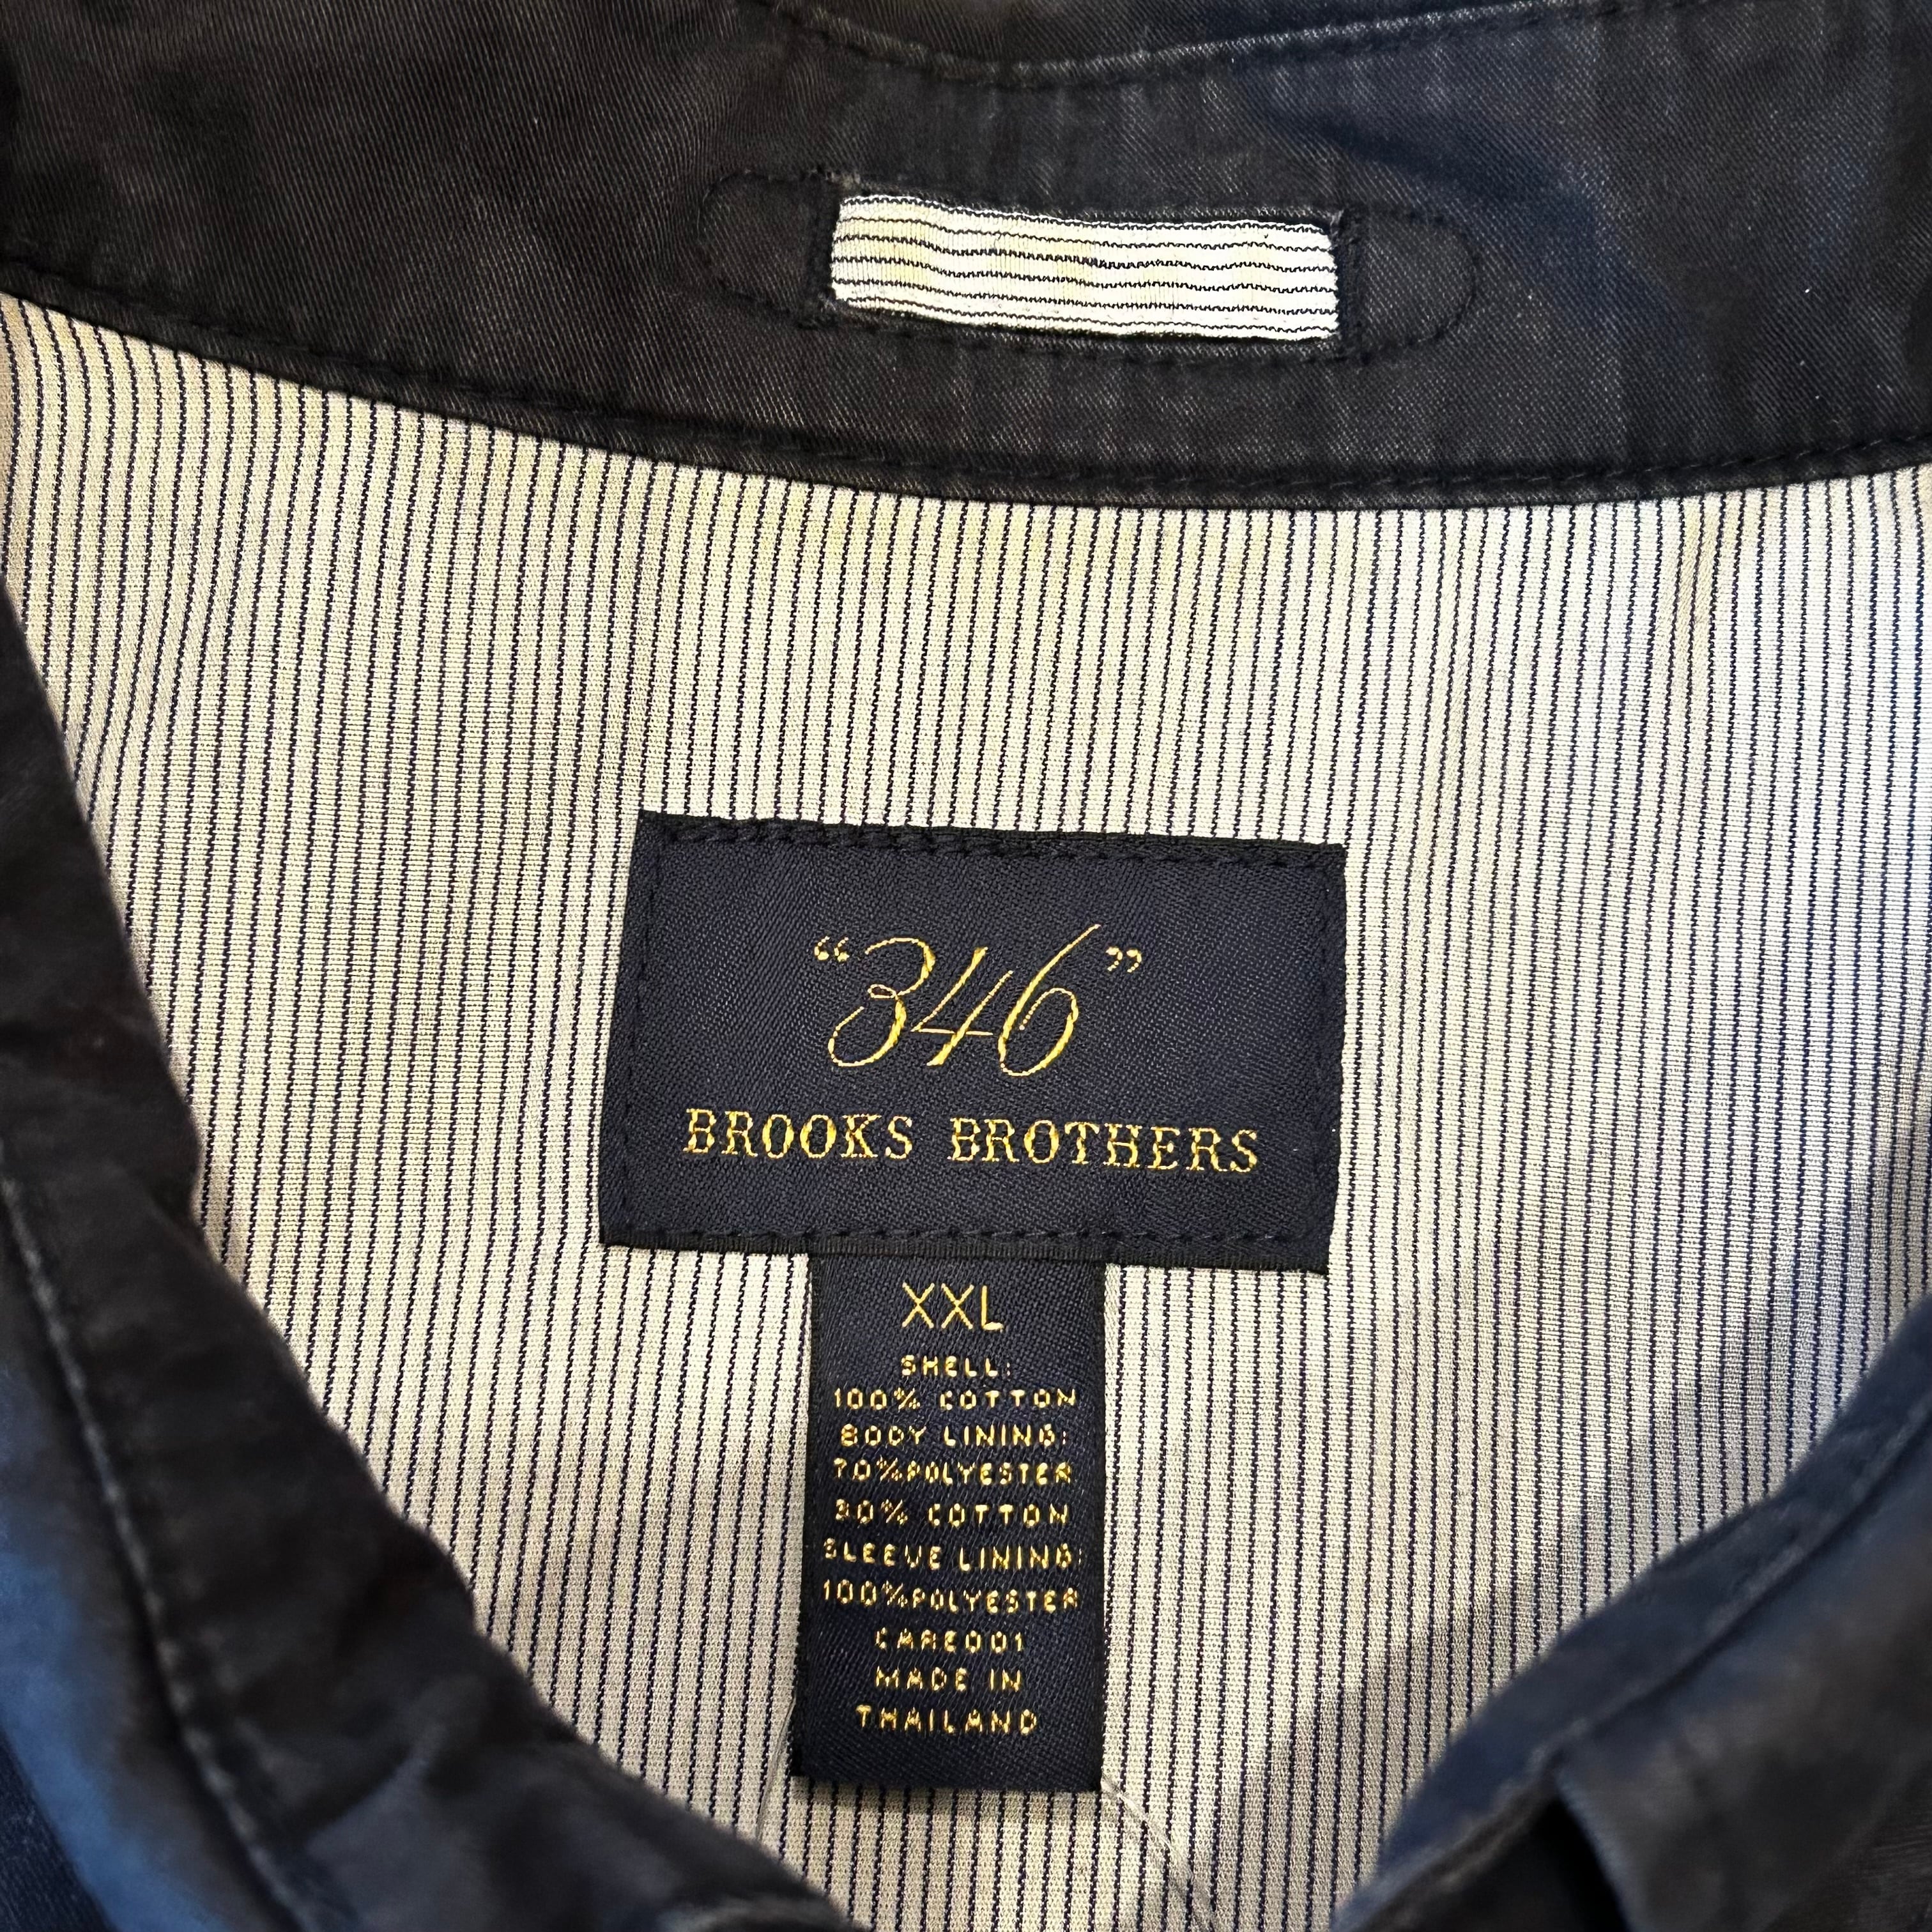 “346”
BROOKS BROTHERS
XXL
SHELL:
100% COTTON
BODY LINING:
70%POLYESTER
30% COTTON
SLEEVE LINING:
100%POLYESTER
CARE001
MADE IN
THAILAND